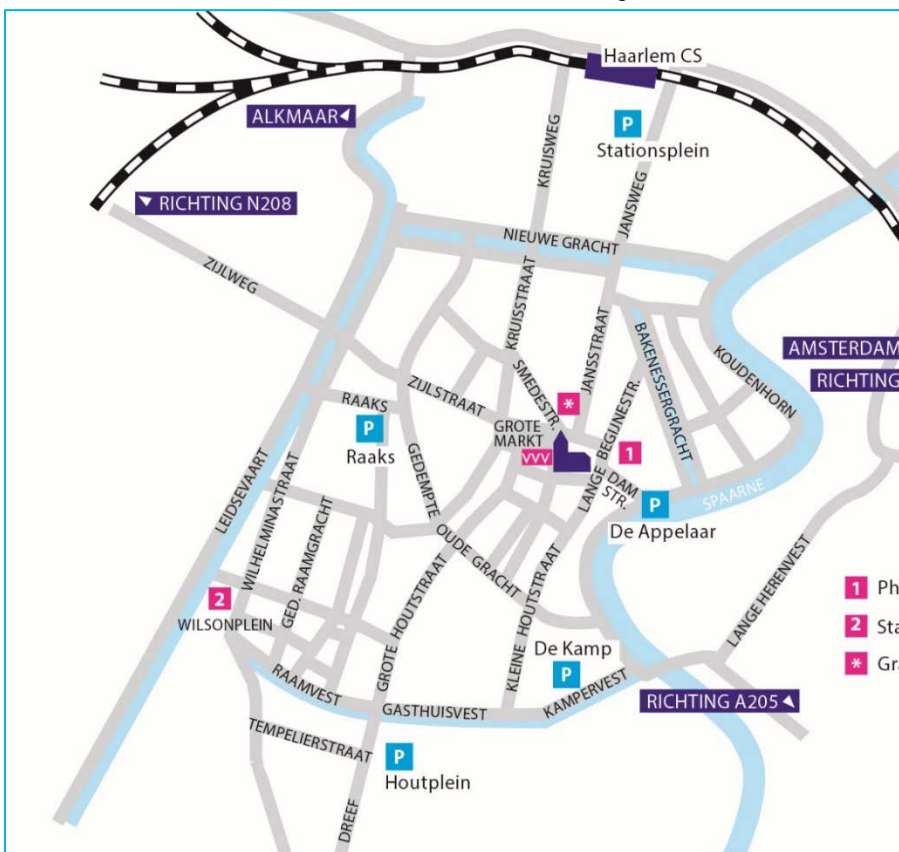 Haarlem CS
ALKMAAR
P
Stationsplein
KRUISWEG
JANSWEG
RICHTING N208
NIEUWE GRACHT
ZIJLWEG
KRUISSTRAAT
JANSSTRAAT
BAKENESSERGRACHT
KOUDENHORN
AMSTERDAM
RICHTING
SMEDESTR.
ZIJLSTRAAT
*
RAAKS
P
Raaks
GROTE
MARKT
VVV
LANGE BEGIJNESTR.
1
DAM
STR.
P
De Appelaar
SPAARNE
GEDEMPTE
OUDE GRACHT
LEIDSEVAART
WILHELMINASTRAAT
GED. RAAMGRACHT
GROTE HOUTSTRAAT
KLEINE HOUTSTRAAT
LANGE HERENVEST
1 Ph
2 Sta
* Gra
2
WILSONPLEIN
De Kamp
P
RAAMVEST
GASTHUISVEST
KAMPERVEST
RICHTING A205
TEMPELIERSTRAAT
P
Houtplein
DREEF